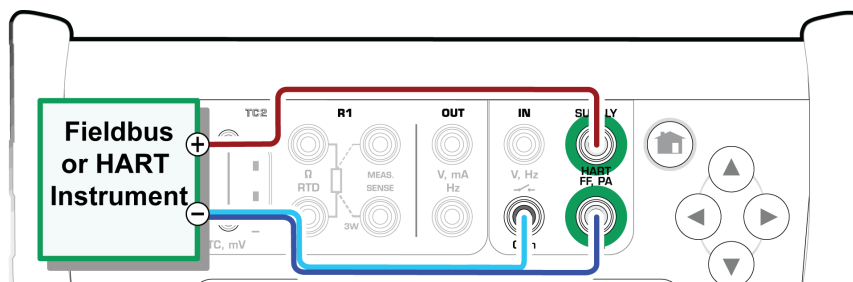 Fieldbus
or HART
Instrument
+
−
TC2
R1
OUT
IN
Ω
RTD
MEAS.
SENSE
3W
V, mA
Hz
V, Hz
HART
FF, PA
TC, mV